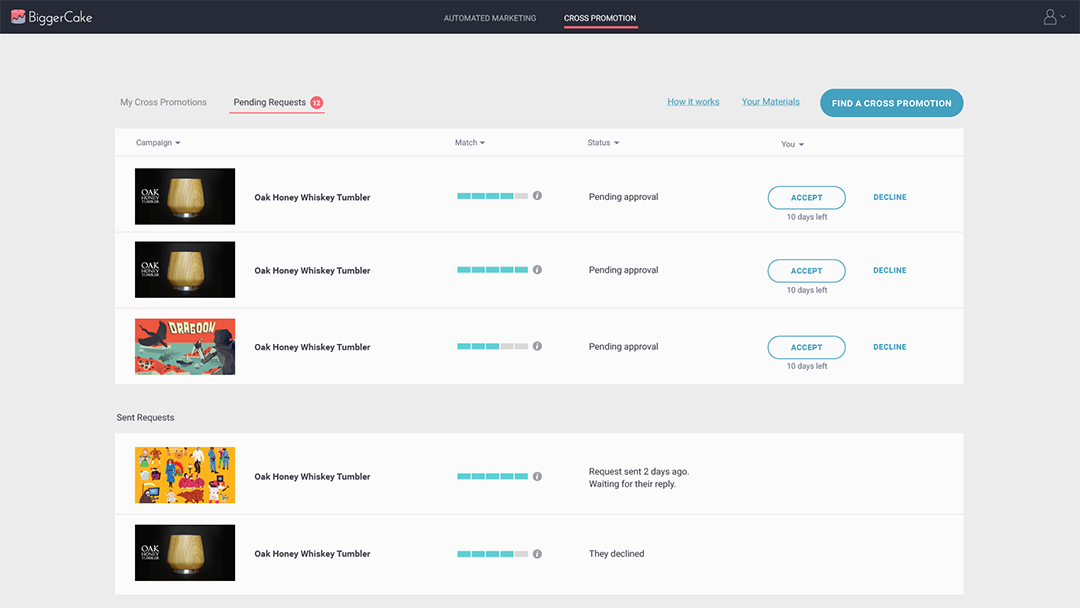 BiggerCake
AUTOMATED MARKETING
CROSS PROMOTION
My Cross Promotions
Pending Requests 12
How it works
Your Materials
FIND A CROSS PROMOTION
Campaign
Match
Status
You
OAK
HONEY
TUMBLER
Oak Honey Whiskey Tumbler
Pending approval
ACCEPT
10 days left
DECLINE
OAK
HONEY
TUMBLER
Oak Honey Whiskey Tumbler
Pending approval
ACCEPT
10 days left
DECLINE
DRAGOON
Oak Honey Whiskey Tumbler
Pending approval
ACCEPT
10 days left
DECLINE
Sent Requests
Oak Honey Whiskey Tumbler
Request sent 2 days ago.
Waiting for their reply.
OAK
HONEY
TUMBLER
Oak Honey Whiskey Tumbler
They declined